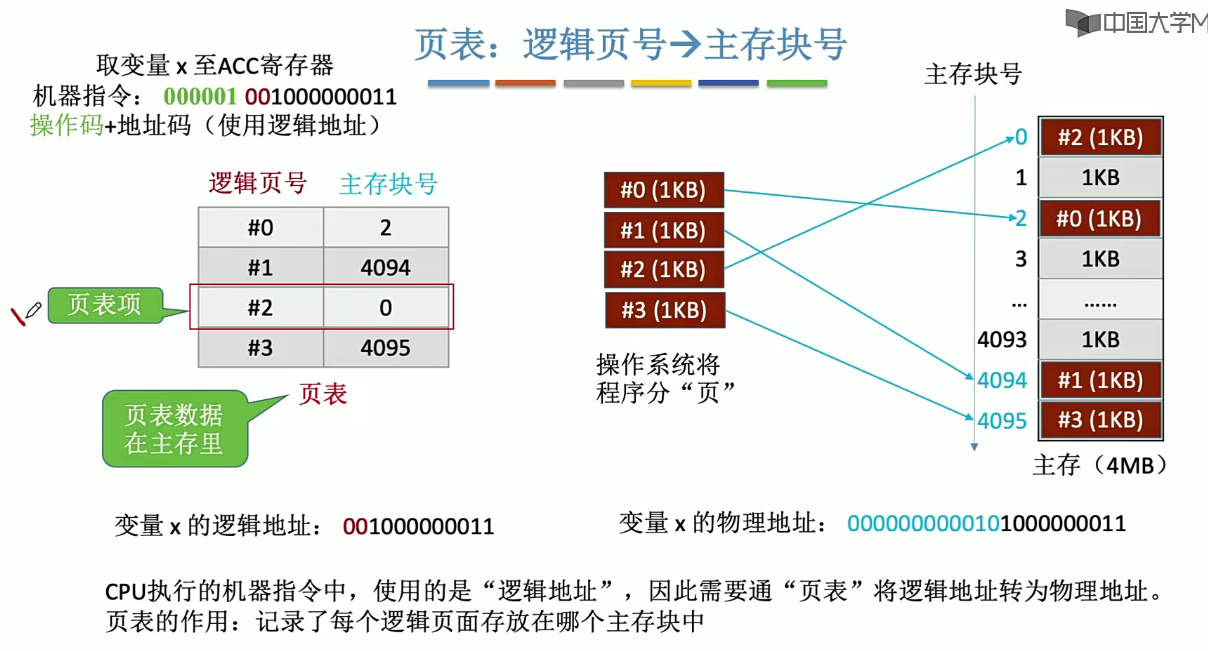 中国大学M
页表：逻辑页号→主存块号
取变量 x 至ACC寄存器
机器指令： 000001 001000000011
操作码+地址码（使用逻辑地址）
逻辑页号 主存块号
#0 2
#1 4094
#2 0
#3 4095
页表项
页表
页表数据
在主存里
#0 (1KB)
#1 (1KB)
#2 (1KB)
#3 (1KB)
操作系统将
程序分“页”
主存块号
0 #2 (1KB)
1 1KB
2 #0 (1KB)
3 1KB
... ......
4093 1KB
4094 #1 (1KB)
4095 #3 (1KB)
主存（4MB）
变量 x 的逻辑地址： 001000000011
变量 x 的物理地址： 0000000000101000000011
CPU执行的机器指令中，使用的是“逻辑地址”，因此需要通“页表”将逻辑地址转为物理地址。
页表的作用：记录了每个逻辑页面存放在哪个主存块中